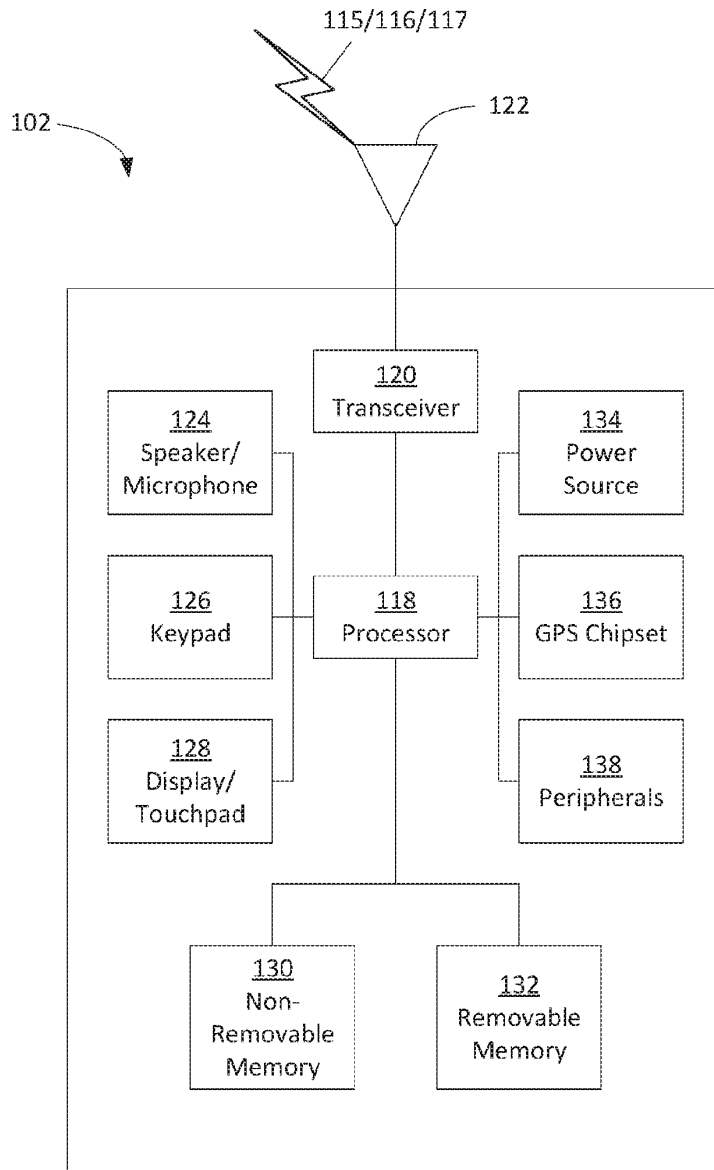 115/116/117
122
102
120
Transceiver
124
Speaker/
Microphone
134
Power
Source
126
Keypad
118
Processor
136
GPS Chipset
128
Display/
Touchpad
138
Peripherals
130
Non-
Removable
Memory
132
Removable
Memory